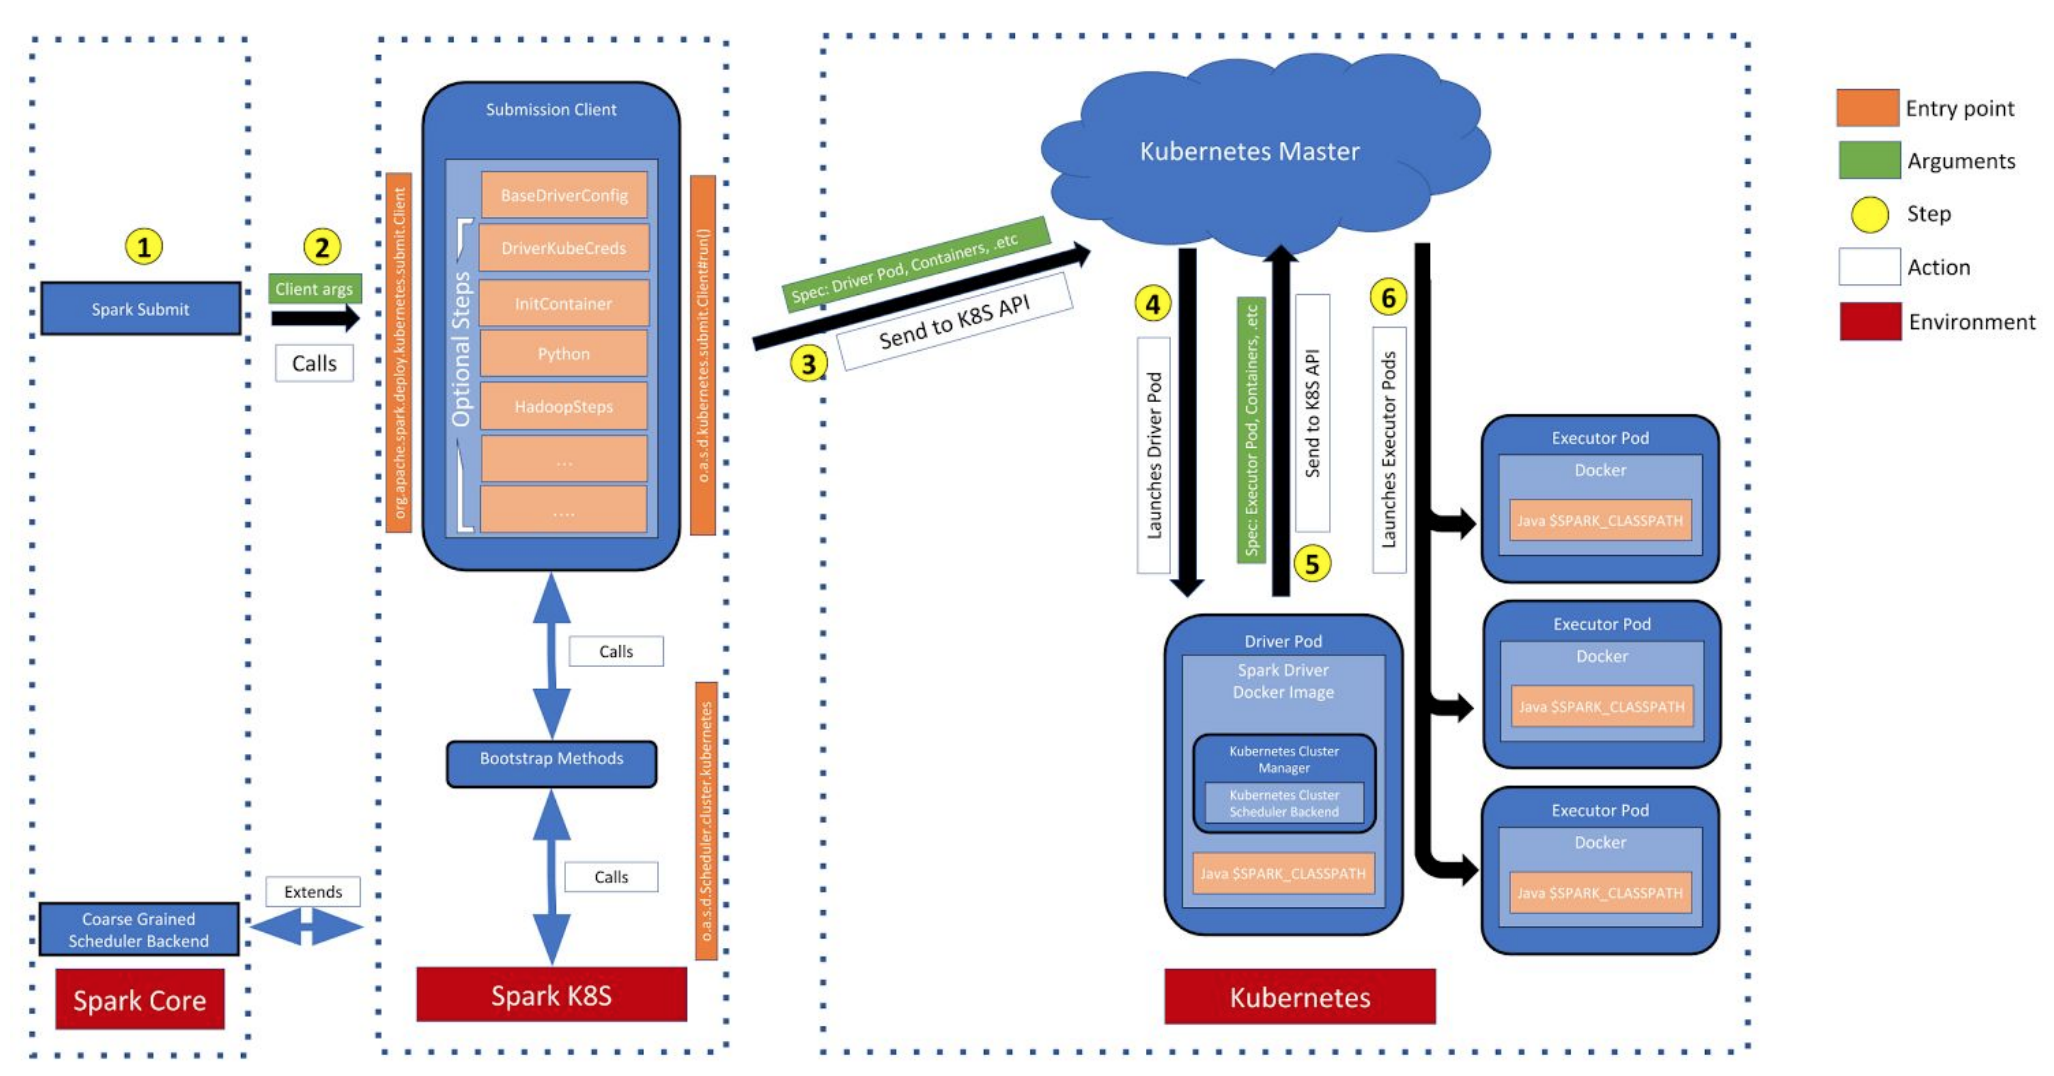 1
Spark Submit
Coarse Grained
Scheduler Backend
Spark Core
2
Client args
Calls
Extends
org.apache.spark.deploy.kubernetes.submit.Client
Submission Client
Optional Steps
BaseDriverConfig
DriverKubeCreds
InitContainer
Python
HadoopSteps
...
....
o.a.s.d.kubernetes.submit.Client#run()
Calls
Bootstrap Methods
Calls
o.a.s.d.Scheduler.cluster.kubernetes
Spark K8S
Spec: Driver Pod, Containers, .etc
3
Send to K8S API
Kubernetes Master
4
Launches Driver Pod
Spec: Executor Pod, Containers, .etc
Send to K8S API
5
6
Launches Executor Pods
Driver Pod
Spark Driver
Docker Image
Kubernetes Cluster
Manager
Kubernetes Cluster
Scheduler Backend
Java $SPARK_CLASSPATH
Executor Pod
Docker
Java $SPARK_CLASSPATH
Executor Pod
Docker
Java $SPARK_CLASSPATH
Executor Pod
Docker
Java $SPARK_CLASSPATH
Kubernetes
Entry point
Arguments
Step
Action
Environment